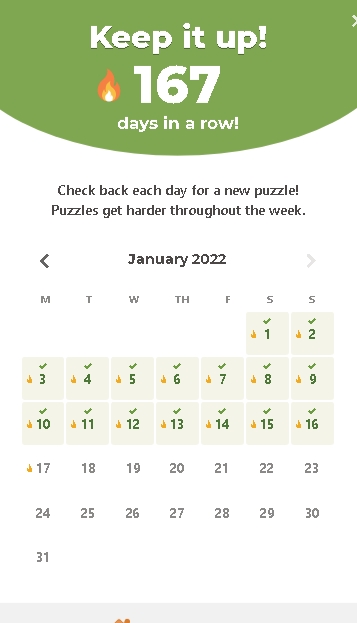 Keep it up!
167
days in a row!
Check back each day for a new puzzle!
Puzzles get harder throughout the week.
January 2022
M T W TH F S S
1 2
3 4 5 6 7 8 9
10 11 12 13 14 15 16
17 18 19 20 21 22 23
24 25 26 27 28 29 30
31